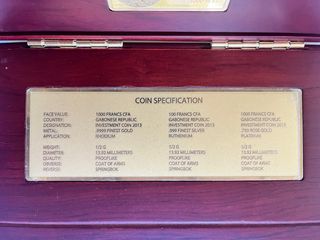 COIN SPECIFICATION
FACE VALUE: 1000 FRANCS CFA 100 FRANCS CFA 1000 FRANCS CFA
COUNTRY: GABONESE REPUBLIC GABONESE REPUBLIC GABONESE REPUBLIC
DESIGNATION: INVESTMENT COIN 2013 INVESTMENT COIN 2013 INVESTMENT COIN 2013
METAL: .9999 FINEST GOLD .999 FINEST SILVER ROSE GOLD
APPLICATION: RHODIUM RUTHENIUM PLATINUM
WEIGHT: 1/2 G 1/2 G 1/2 G
DIAMETER: 13.92 MILLIMETERS 13.92 MILLIMETERS 13.92 MILLIMETERS
QUALITY: PROOFLIKE PROOFLIKE PROOFLIKE
OBVERSE: COAT OF ARMS COAT OF ARMS COAT OF ARMS
REVERSE: SPRINGBOK SPRINGBOK SPRINGBOK